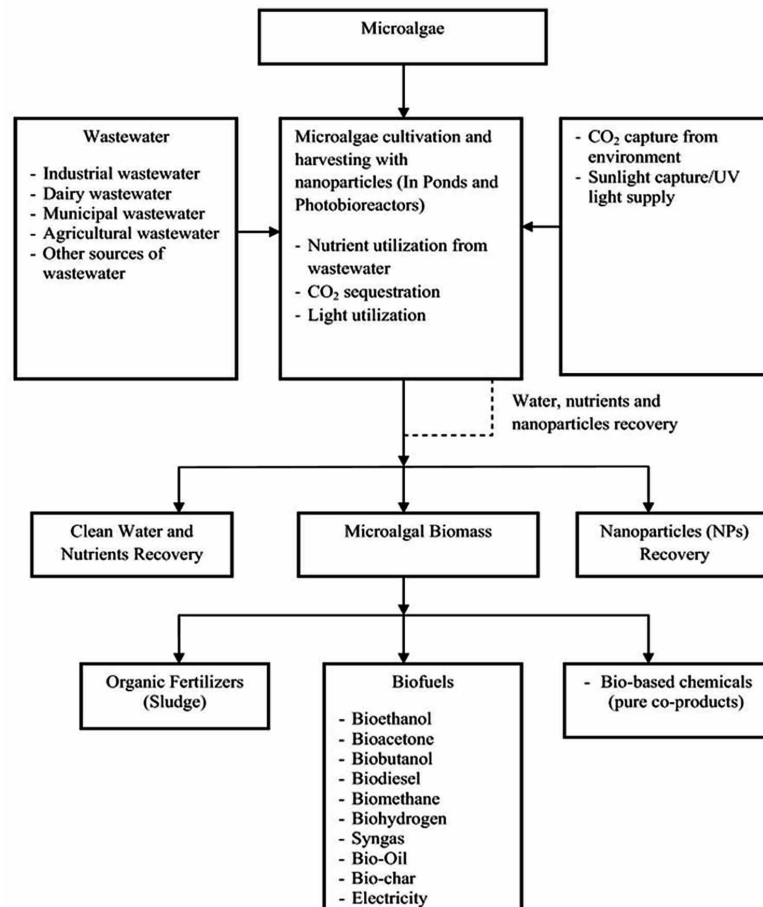 Microalgae
Wastewater
- Industrial wastewater
- Dairy wastewater
- Municipal wastewater
- Agricultural wastewater
- Other sources of
wastewater
Microalgae cultivation and
harvesting with
nanoparticles (In Ponds and
Photobioreactors)
- Nutrient utilization from
wastewater
- CO₂ sequestration
- Light utilization
- CO₂ capture from
environment
- Sunlight capture/UV
light supply
Water, nutrients and
nanoparticles recovery
Clean Water and
Nutrients Recovery
Microalgal Biomass
Nanoparticles (NPs)
Recovery
Organic Fertilizers
(Sludge)
Biofuels
- Bioethanol
- Bioacetone
- Biobutanol
- Biodiesel
- Biomethane
- Biohydrogen
- Syngas
- Bio-Oil
- Bio-char
- Electricity
- Bio-based chemicals
(pure co-products)